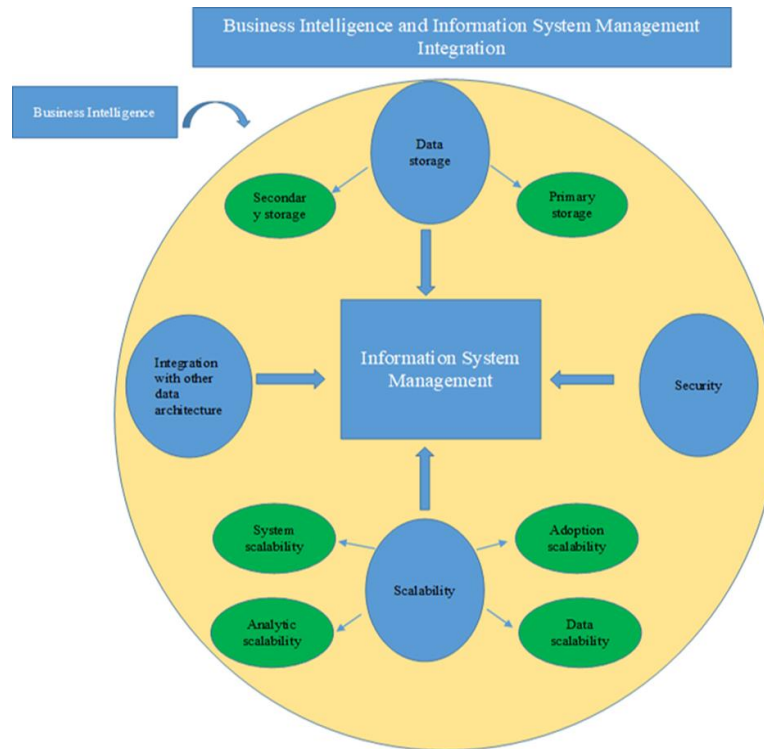 Business Intelligence and Information System Management
Integration
Business Intelligence
Data
storage
Secondar
y storage
Primary
storage
Integration
with other
data
architecture
Information System
Management
Security
System
scalability
Adoption
scalability
Scalability
Analytic
scalability
Data
scalability